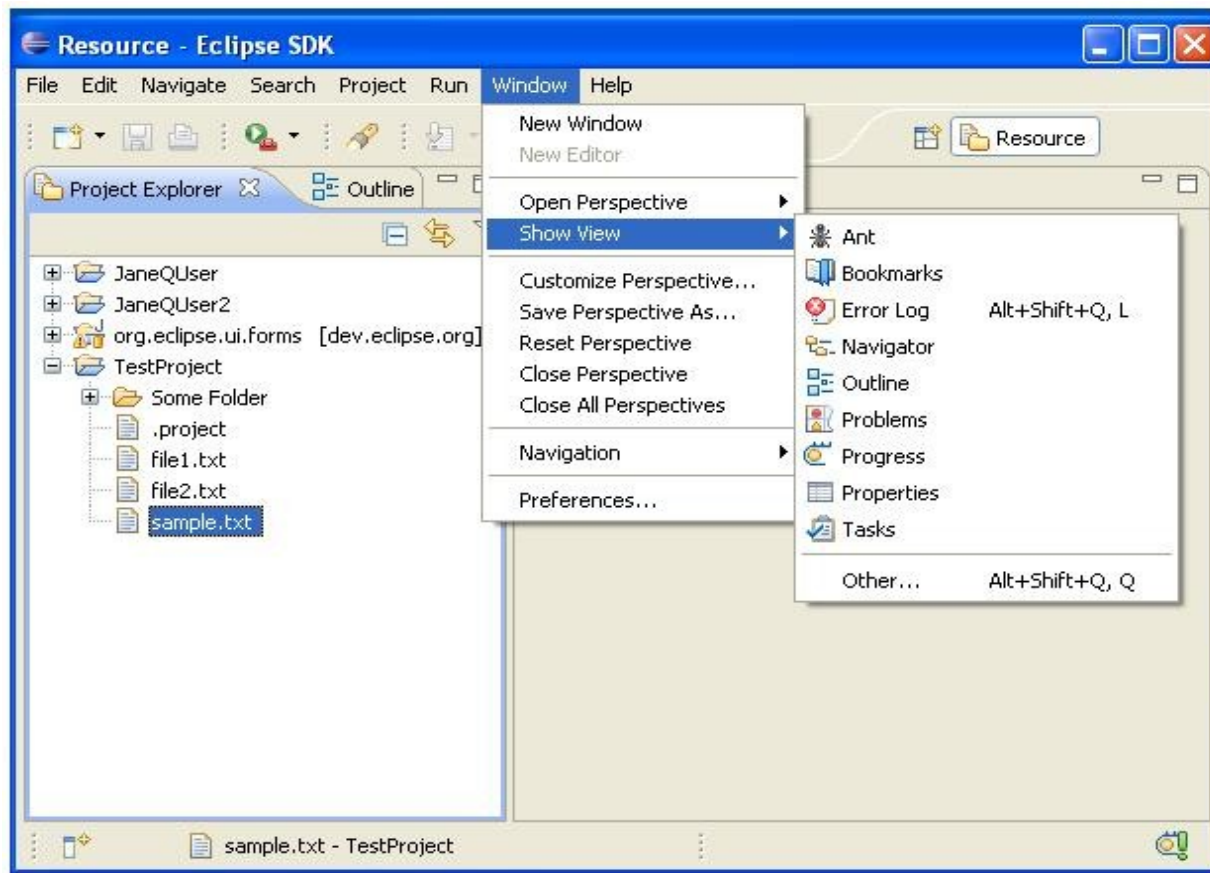 Resource - Eclipse SDK
File Edit Navigate Search Project Run Window Help
Resource
Project Explorer Outline
JaneQUser
JaneQUser2
org.eclipse.ui.forms [dev.eclipse.org]
TestProject
Some Folder
.project
file1.txt
file2.txt
sample.txt
New Window
New Editor
Open Perspective
Show View
Customize Perspective...
Save Perspective As...
Reset Perspective
Close Perspective
Close All Perspectives
Navigation
Preferences...
Ant
Bookmarks
Error Log Alt+Shift+Q, L
Navigator
Outline
Problems
Progress
Properties
Tasks
Other... Alt+Shift+Q, Q
sample.txt - TestProject